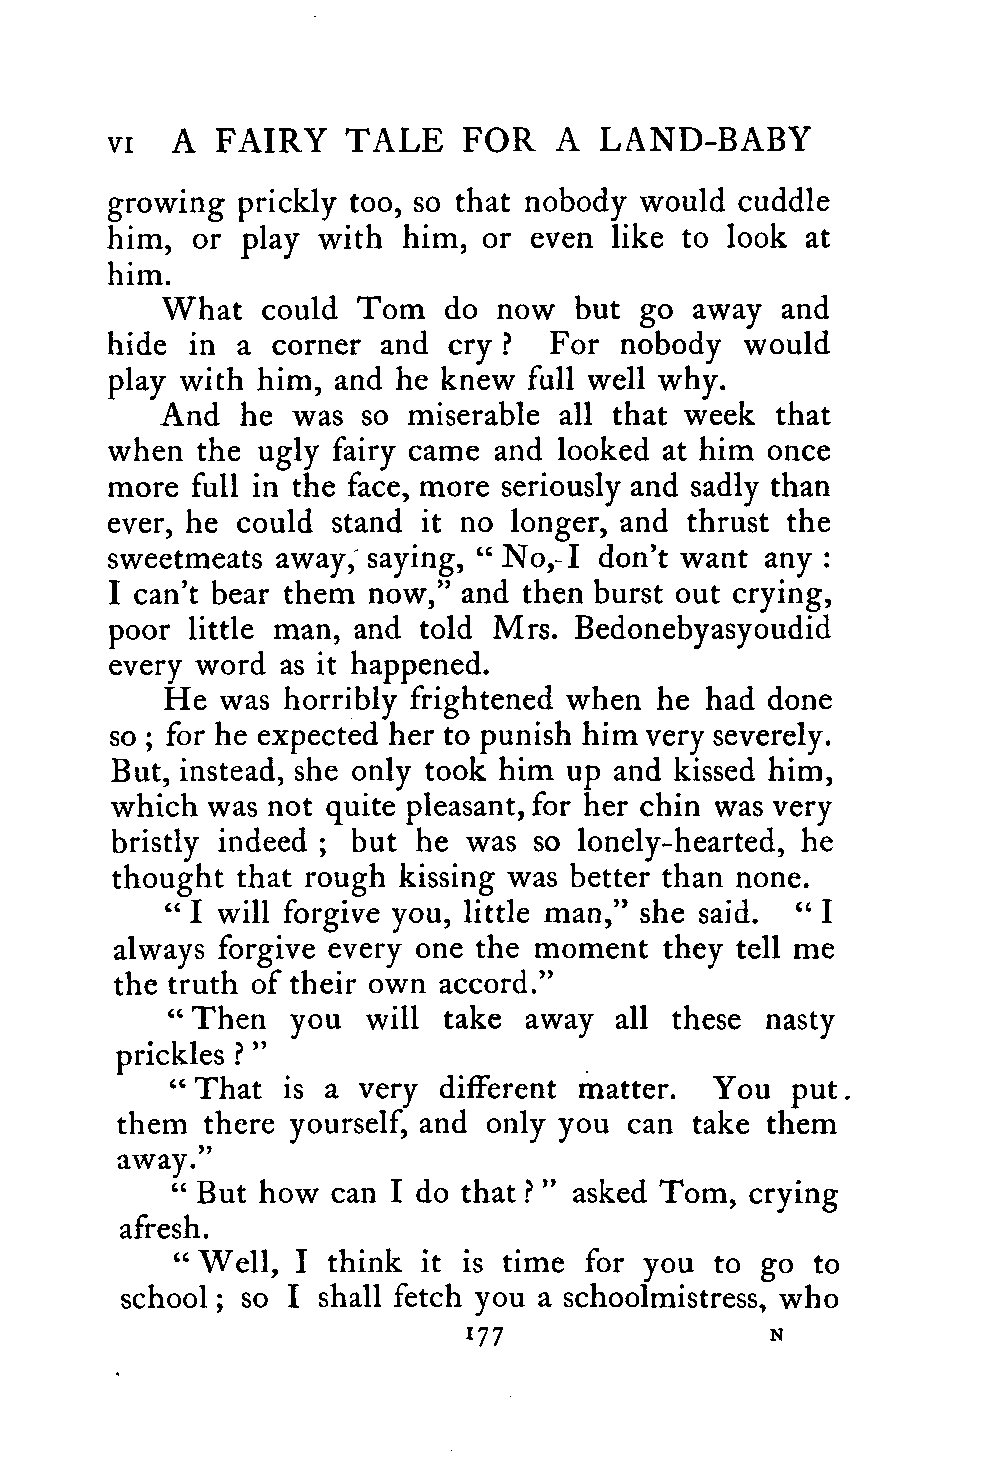 VI A FAIRY TALE FOR A LAND-BABY
growing prickly too, so that nobody would cuddle
him, or play with him, or even like to look at
him.
What could Tom do now but go away and
hide in a corner and cry ? For nobody would
play with him, and he knew full well why.
And he was so miserable all that week that
when the ugly fairy came and looked at him once
more full in the face, more seriously and sadly than
ever, he could stand it no longer, and thrust the
sweetmeats away, saying, “ No, I don’t want any :
I can’t bear them now,” and then burst out crying,
poor little man, and told Mrs. Bedonebyasyoudid
every word as it happened.
He was horribly frightened when he had done
so ; for he expected her to punish him very severely.
But, instead, she only took him up and kissed him,
which was not quite pleasant, for her chin was very
bristly indeed ; but he was so lonely-hearted, he
thought that rough kissing was better than none.
“ I will forgive you, little man,” she said. “ I
always forgive every one the moment they tell me
the truth of their own accord.”
“ Then you will take away all these nasty
prickles ? ”
“ That is a very different matter. You put
them there yourself, and only you can take them
away.”
“ But how can I do that ? ” asked Tom, crying
afresh.
“ Well, I think it is time for you to go to
school ; so I shall fetch you a schoolmistress, who
177 N